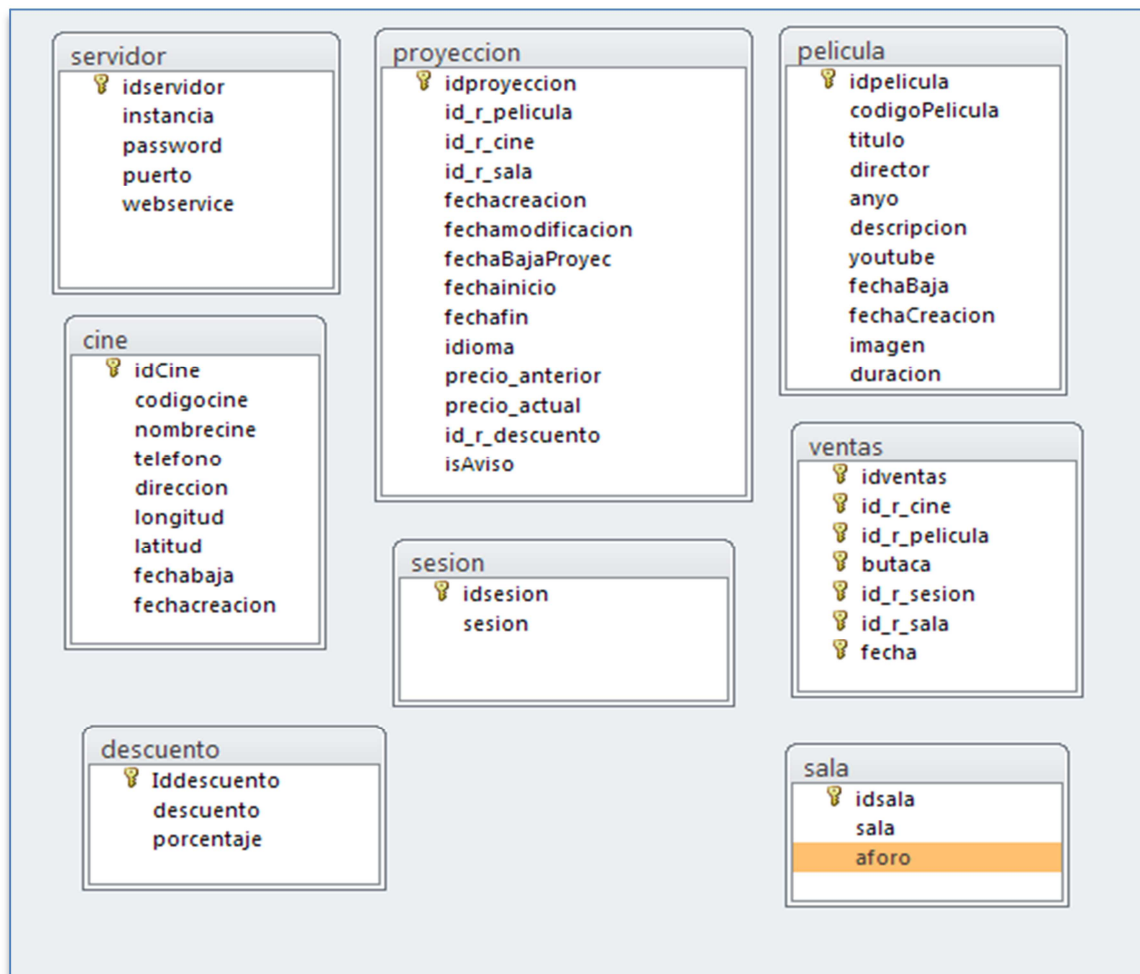 servidor
idservidor
instancia
password
puerto
webservice
proyeccion
idproyeccion
id_r_pelicula
id_r_cine
id_r_sala
fechacreacion
fechamodificacion
fechaBajaProyec
fechainicio
fechafin
idioma
precio_anterior
precio_actual
id_r_descuento
isAviso
pelicula
idpelicula
codigoPelicula
titulo
director
anyo
descripcion
youtube
fechaBaja
fechaCreacion
imagen
duracion
cine
idCine
codigocine
nombrecine
telefono
direccion
longitud
latitud
fechabaja
fechacreacion
sesion
idsesion
sesion
ventas
idventas
id_r_cine
id_r_pelicula
butaca
id_r_sesion
id_r_sala
fecha
descuento
Iddescuento
descuento
porcentaje
sala
idsala
sala
aforo